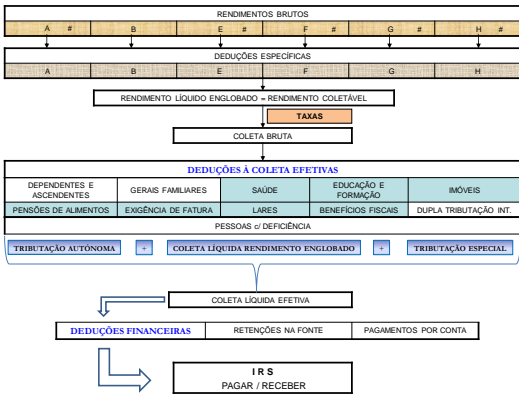 RENDIMENTOS BRUTOS
A # B E # F # G # H #
DEDUÇÕES ESPECÍFICAS
A B E F G H
RENDIMENTO LÍQUIDO ENGLOBADO = RENDIMENTO COLETÁVEL
TAXAS
COLETA BRUTA
DEDUÇÕES À COLETA EFETIVAS
DEPENDENTES E
ASCENDENTES
GERAIS FAMILIARES
SAÚDE
EDUCAÇÃO E
FORMAÇÃO
IMÓVEIS
PENSÕES DE ALIMENTOS
EXIGÊNCIA DE FATURA
LARES
BENEFÍCIOS FISCAIS
DUPLA TRIBUTAÇÃO INT.
PESSOAS c/ DEFICIÊNCIA
TRIBUTAÇÃO AUTÓNOMA + COLETA LÍQUIDA RENDIMENTO ENGLOBADO + TRIBUTAÇÃO ESPECIAL
COLETA LÍQUIDA EFETIVA
DEDUÇÕES FINANCEIRAS
RETENÇÕES NA FONTE
PAGAMENTOS POR CONTA
I R S
PAGAR / RECEBER